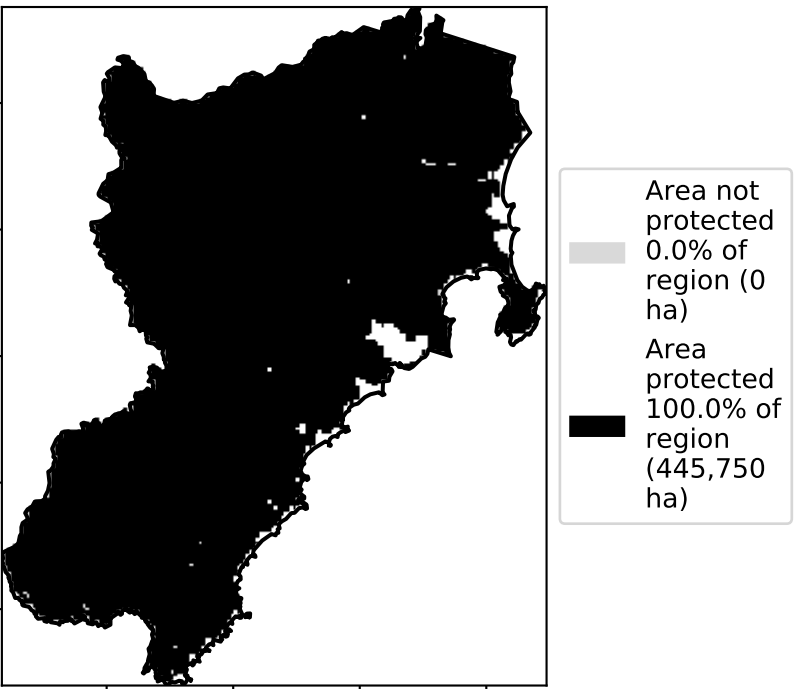 Area not
protected
0.0% of
region (0
ha)
Area
protected
100.0% of
region
(445,750
ha)